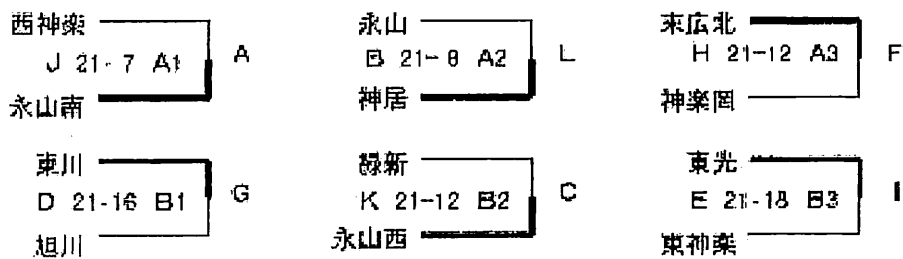 西神楽 永山 東広北
J 21-7 A1 A B 21-8 A2 L H 21-12 A3 F
永山南 神居 神楽岡
東川 緑新 東光
D 21-16 B1 G K 21-12 B2 C E 21-18 B3 I
旭川 永山西 東神楽